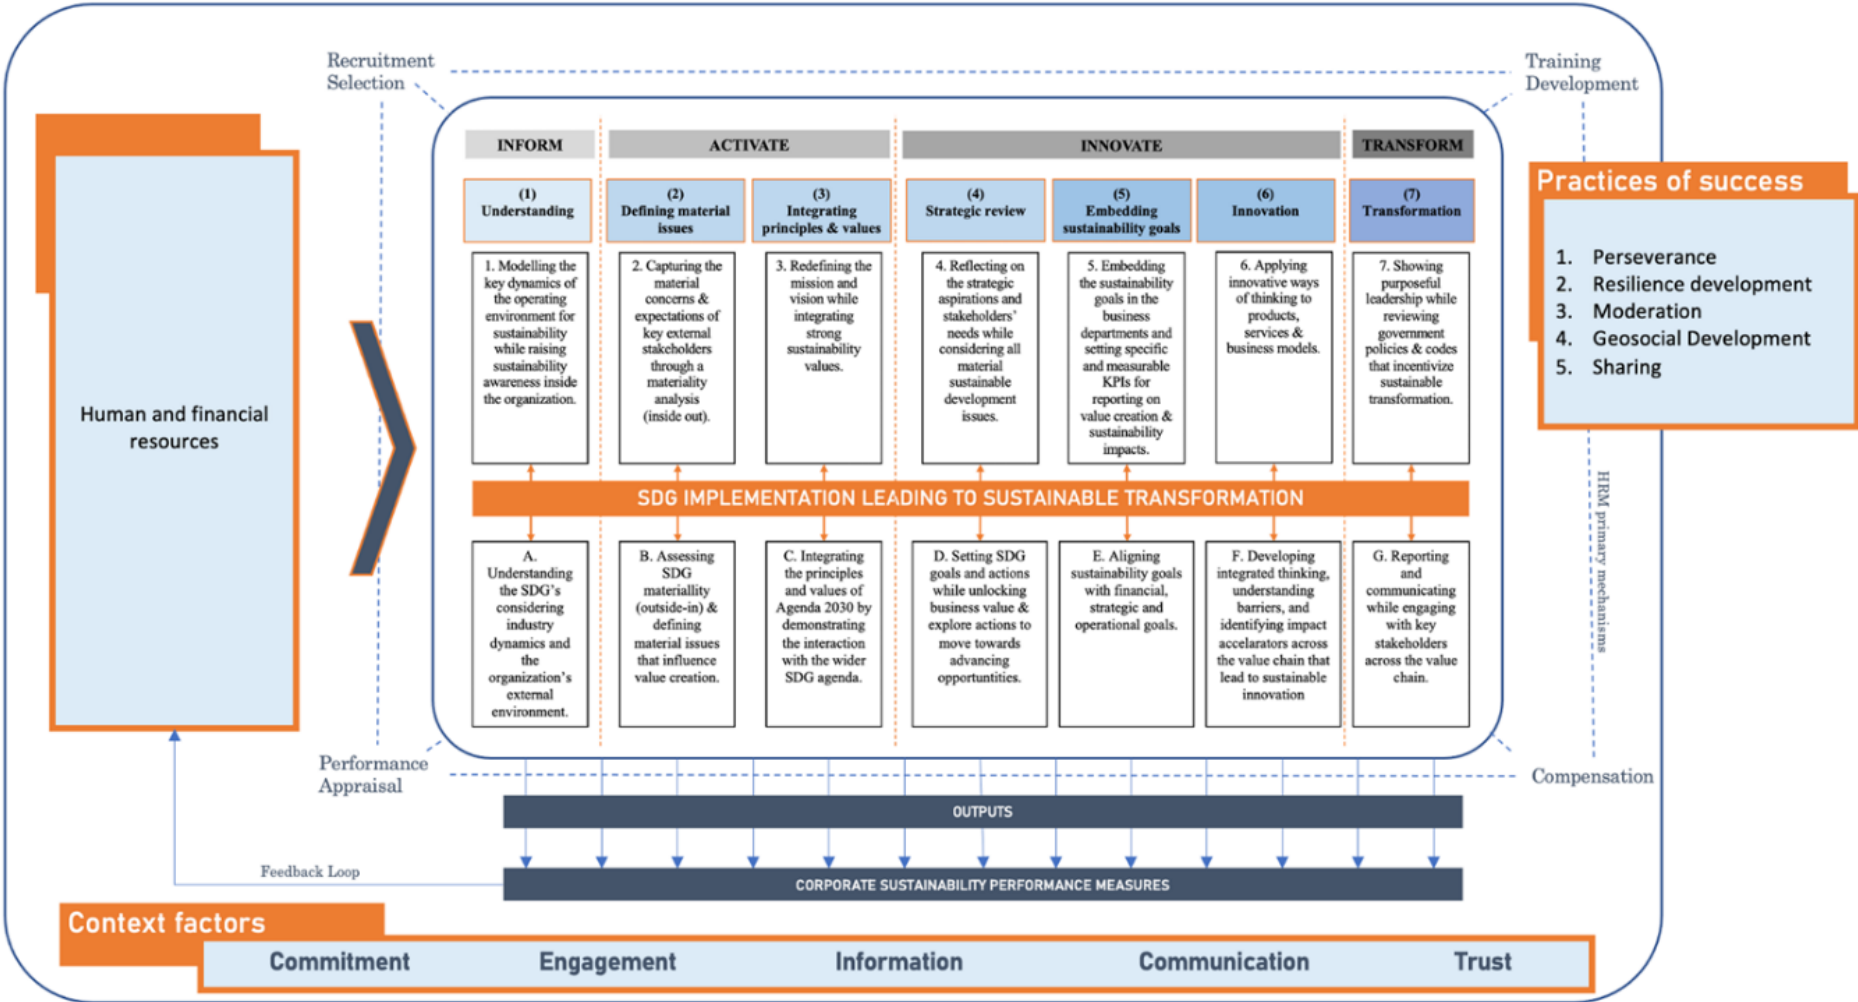 Recruitment
Selection
Training
Development
INFORM
ACTIVATE
INNOVATE
TRANSFORM
(1)
Understanding
(2)
Defining material
issues
(3)
Integrating
principles & values
(4)
Strategic review
(5)
Embedding
sustainability goals
(6)
Innovation
(7)
Transformation
1. Modelling the
key dynamics of
the operating
environment for
sustainability
while raising
sustainability
awareness inside
the organization.
2. Capturing the
material
concerns &
expectations of
key external
stakeholders
through a
materiality
analysis
(inside out).
3. Redefining the
mission and
vision while
integrating
strong
sustainability
values.
4. Reflecting on
the strategic
aspirations and
stakeholders'
needs while
considering all
material
sustainable
development
issues.
5. Embedding
the sustainability
goals in the
business
departments and
setting specific
and measurable
KPIs for
reporting on
value creation &
sustainability
impacts.
6. Applying
innovative ways
of thinking to
products,
services &
business models.
7. Showing
purposeful
leadership while
reviewing
government
policies & codes
that incentivize
sustainable
transformation.
SDG IMPLEMENTATION LEADING TO SUSTAINABLE TRANSFORMATION
A.
Understanding
the SDG's
considering
industry
dynamics and
the
organization's
external
environment.
B. Assessing
SDG
materiallity
(outside-in) &
defining
material issues
that influence
value creation.
C. Integrating
the principles
and values of
Agenda 2030 by
demonstrating
the interaction
with the wider
SDG agenda.
D. Setting SDG
goals and actions
while unlocking
business value &
explore actions to
move towards
advancing
opportuntities.
E. Aligning
sustainability goals
with financial,
strategic and
operational goals.
F. Developing
integrated thinking,
understanding
barriers, and
identifying impact
accelarators across
the value chain that
lead to sustainable
innovation
G. Reporting
and
communicating
while engaging
with key
stakeholders
across the value
chain.
Human and financial
resources
Practices of success
1. Perseverance
2. Resilience development
3. Moderation
4. Geosocial Development
5. Sharing
HRM primary mechanisms
Performance
Appraisal
Compensation
OUTPUTS
Feedback Loop
CORPORATE SUSTAINABILITY PERFORMANCE MEASURES
Context factors
Commitment
Engagement
Information
Communication
Trust